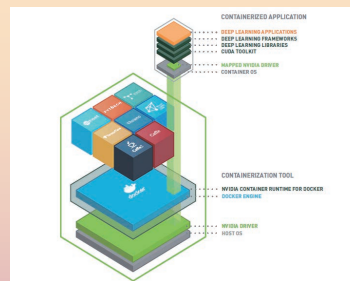 CONTAINERIZED APPLICATION
DEEP LEARNING APPLICATIONS
DEEP LEARNING FRAMEWORKS
DEEP LEARNING LIBRARIES
CUDA TOOLKIT
MAPPED NVIDIA DRIVER
CONTAINER OS
CONTAINERIZATION TOOL
NVIDIA CONTAINER RUNTIME FOR DOCKER
DOCKER ENGINE
docker
NVIDIA DRIVER
HOST OS